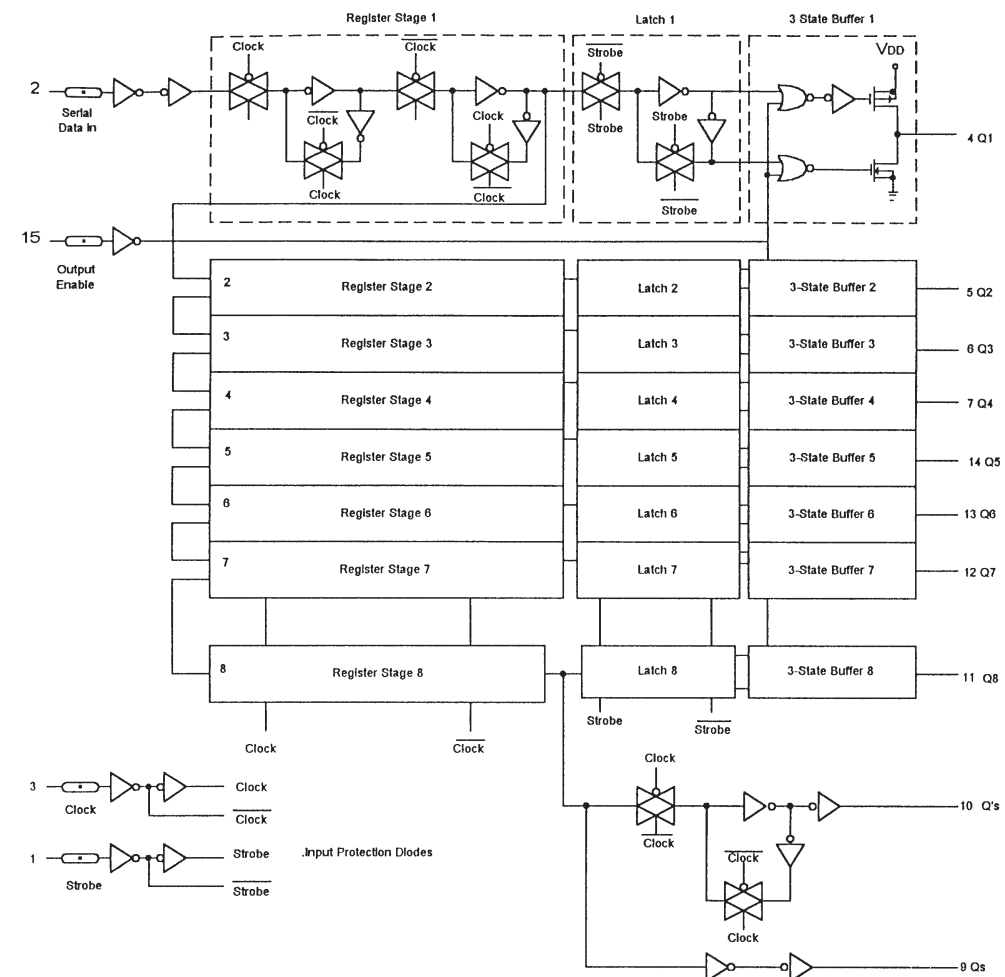 Register Stage 1
Latch 1
3 State Buffer 1
Clock
Clock
Strobe
VDD
2
Serial
Data In
Clock
Clock
Clock
Clock
Strobe
Strobe
Strobe
4 Q1
15
Output
Enable
2
Register Stage 2
Latch 2
3-State Buffer 2
5 Q2
3
Register Stage 3
Latch 3
3-State Buffer 3
6 Q3
4
Register Stage 4
Latch 4
3-State Buffer 4
7 Q4
5
Register Stage 5
Latch 5
3-State Buffer 5
14 Q5
6
Register Stage 6
Latch 6
3-State Buffer 6
13 Q6
7
Register Stage 7
Latch 7
3-State Buffer 7
12 Q7
8
Register Stage 8
Latch 8
3-State Buffer 8
11 Q8
Strobe
Strobe
Clock
Clock
Clock
3
Clock
Clock
Clock
Clock
10 Q's
1
Strobe
Strobe
Strobe
.Input Protection Diodes
Clock
Clock
9 Qs